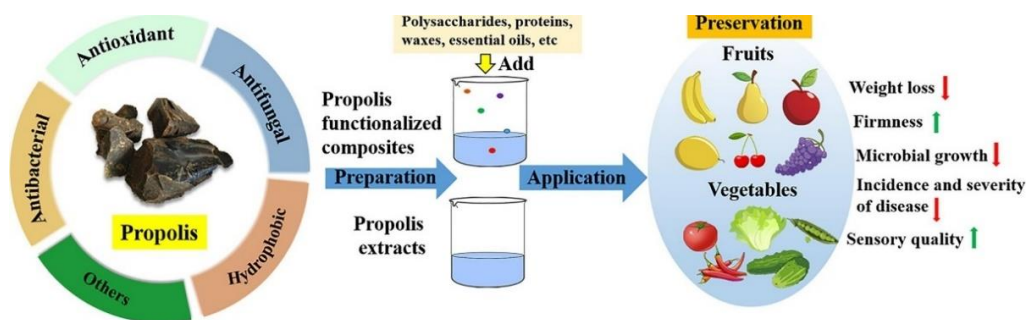 Antioxidant
Antifungal
Hydrophobic
Others
Antibacterial
Propolis
Polysaccharides, proteins,
waxes, essential oils, etc
Add
Propolis
functionalized
composites
Preparation
Propolis
extracts
Application
Preservation
Fruits
Vegetables
Weight loss
Firmness
Microbial growth
Incidence and severity
of disease
Sensory quality